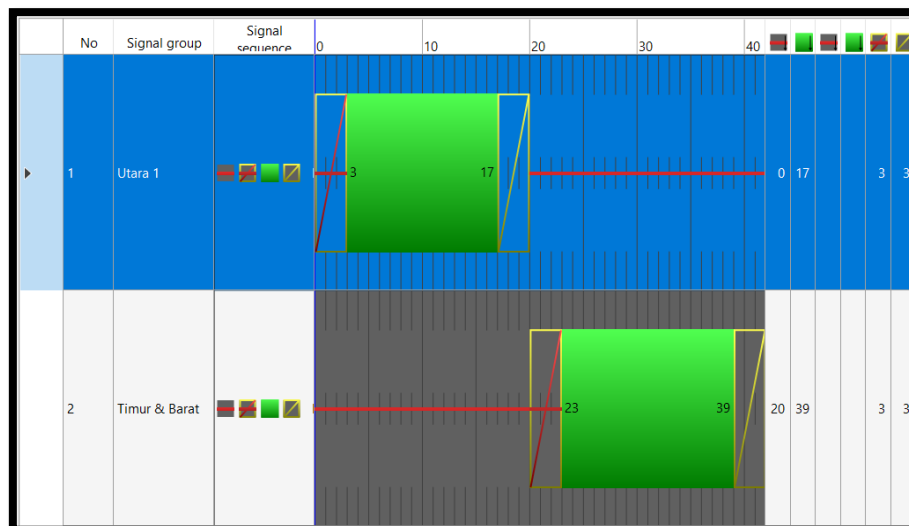 No Signal group Signal sequence 0 10 20 30 40
1 Utara 1 3 17 0 17 3 3
2 Timur & Barat 23 39 20 39 3 3